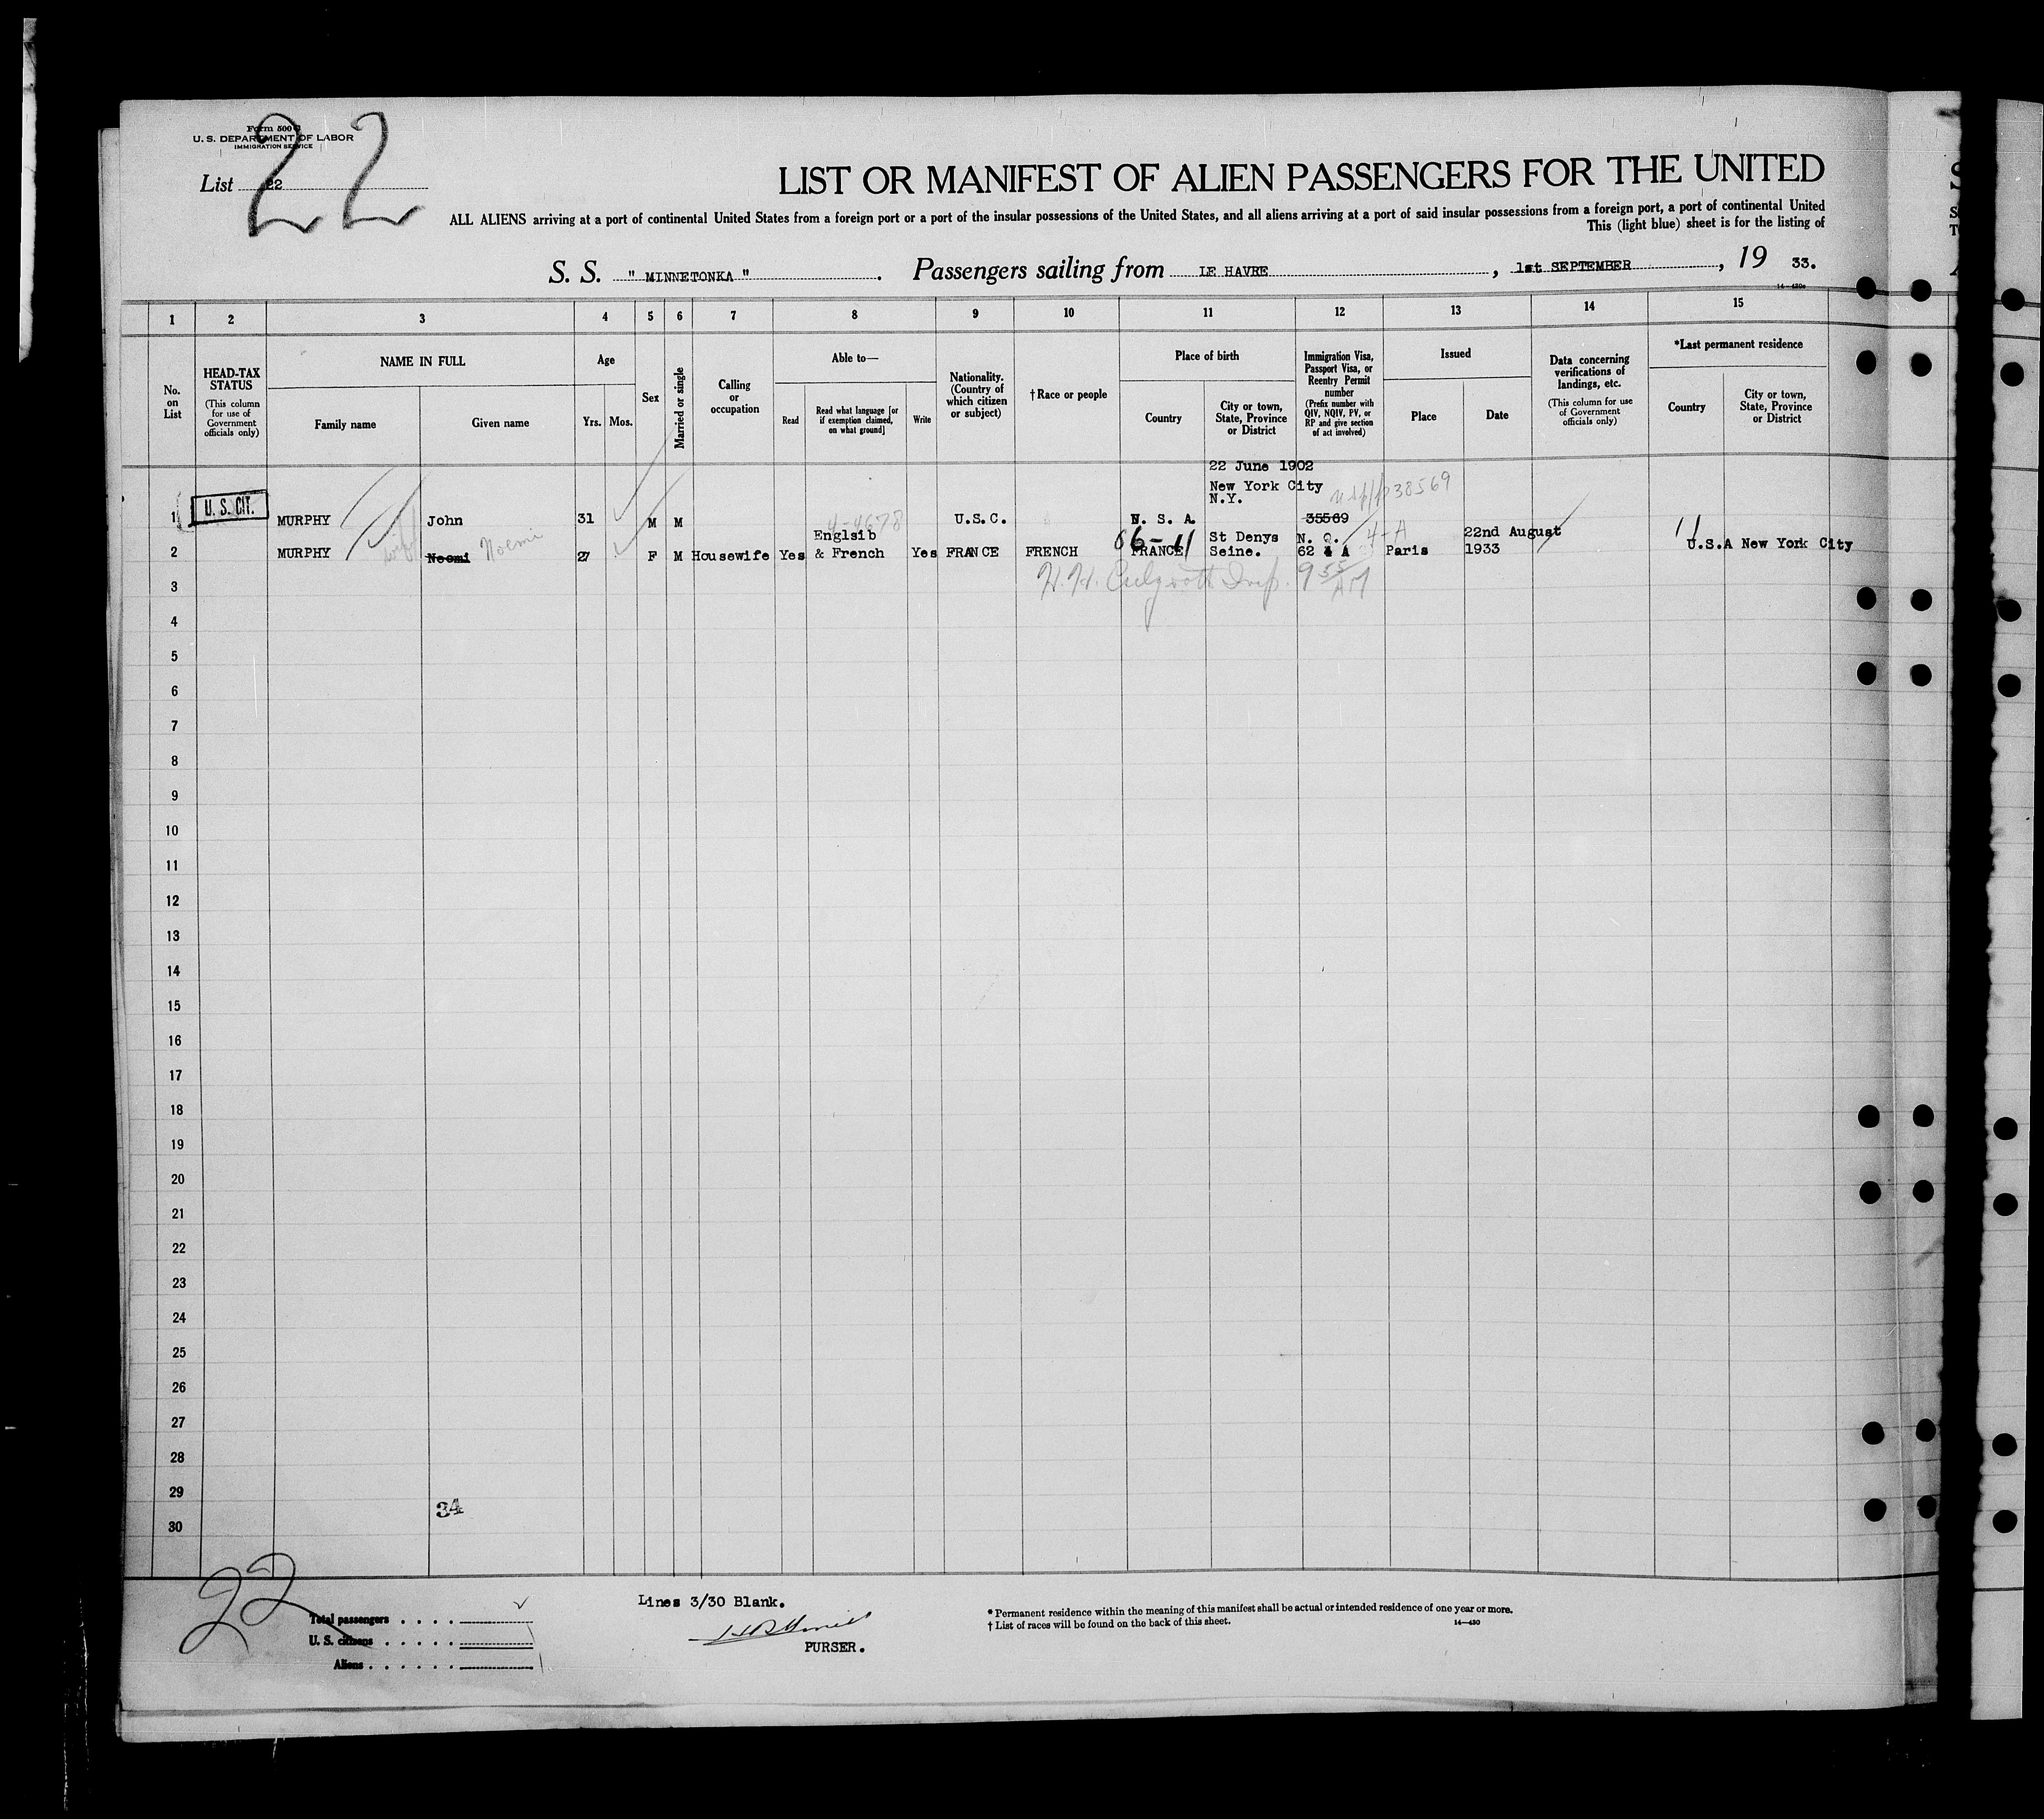 Form 500
U. S. DEPARTMENT OF LABOR
IMMIGRATION SERVICE
List 22
22
LIST OR MANIFEST OF ALIEN PASSENGERS FOR THE UNITED
ALL ALIENS arriving at a port of continental United States from a foreign port or a port of the insular possessions of the United States, and all aliens arriving at a port of said insular possessions from a foreign port, a port of continental United
This (light blue) sheet is for the listing of
S. S. " MINNETONKA " . Passengers sailing from LE HAVRE , 1st SEPTEMBER , 19 33.
1 2 3 4 5 6 7 8 9 10 11 12 13 14 15
No. on List
HEAD-TAX STATUS (This column for use of Government officials only)
NAME IN FULL
Family name
Given name
Age
Yrs. Mos.
Sex
Married or single
Calling or occupation
Able to—
Read
Read what language [or if exemption claimed, on what ground]
Write
Nationality. (Country of which citizen or subject)
†Race or people
Place of birth
Country
City or town, State, Province or District
Immigration Visa, Passport Visa, or Reentry Permit number (Prefix number with QIV, NQIV, PV, or RP and give section of act involved)
Issued
Place
Date
Data concerning verifications of landings, etc. (This column for use of Government officials only)
*Last permanent residence
Country
City or town, State, Province or District
22 June 1902
New York City
N.Y.
38569
1 U. S. CIT. MURPHY John 31 M M U.S.C. U. S. A. 35569
4-4678
2 MURPHY wife Neomi Noemi 27 F M Housewife Yes Englsib & French Yes FRANCE FRENCH FRANCE St Denys Seine. N. Q. 62 4 A 4-A Paris 22nd August 1933 U.S.A New York City
66-11
H. H. Insp. 9 55 AM
3
4
5
6
7
8
9
10
11
12
13
14
15
16
17
18
19
20
21
22
23
24
25
26
27
28
29
34
30
22
Total passengers . . . .
U. S. citizens . . . . .
Aliens . . . . . .
Lines 3/30 Blank.
PURSER.
* Permanent residence within the meaning of this manifest shall be actual or intended residence of one year or more.
† List of races will be found on the back of this sheet.
14—430